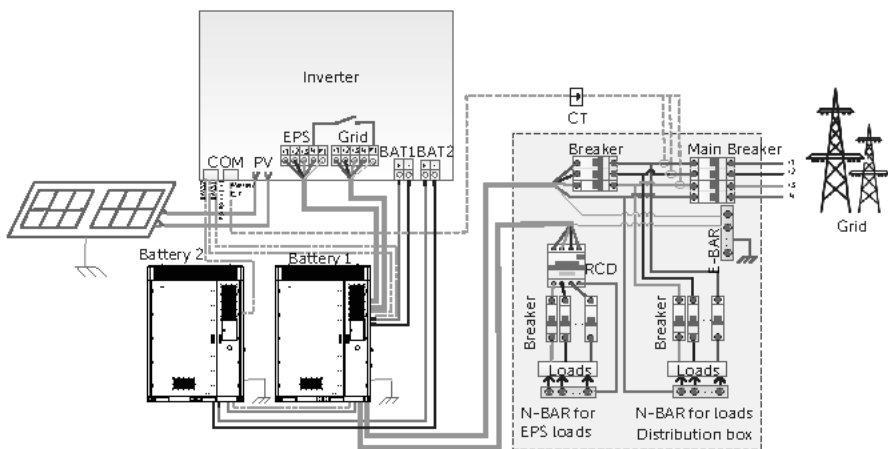 Inverter
CT
EPS
Grid
BAT1 BAT2
COM
PV
Breaker
Main Breaker
Grid
E-BAR
Battery 2
Battery 1
RCD
Breaker
Breaker
Loads
Loads
N-BAR for
EPS loads
N-BAR for loads
Distribution box